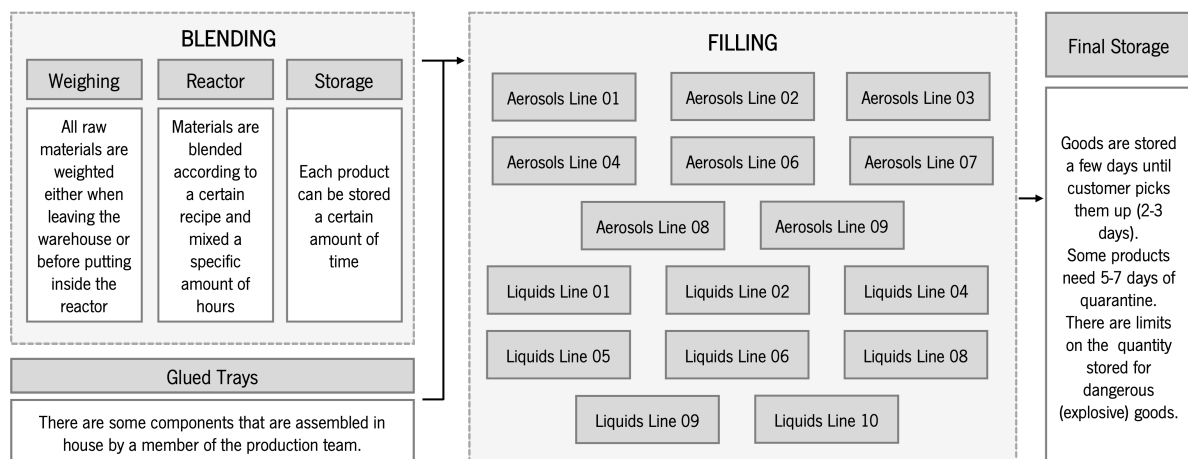 BLENDING
Weighing
Reactor
Storage
All raw
materials are
weighted
either when
leaving the
warehouse or
before putting
inside the
reactor
Materials are
blended
according to
a certain
recipe and
mixed a
specific
amount of
hours
Each product
can be stored
a certain
amount of
time
Glued Trays
There are some components that are assembled in
house by a member of the production team.
FILLING
Aerosols Line 01
Aerosols Line 02
Aerosols Line 03
Aerosols Line 04
Aerosols Line 06
Aerosols Line 07
Aerosols Line 08
Aerosols Line 09
Liquids Line 01
Liquids Line 02
Liquids Line 04
Liquids Line 05
Liquids Line 06
Liquids Line 08
Liquids Line 09
Liquids Line 10
Final Storage
Goods are stored
a few days until
customer picks
them up (2-3
days).
Some products
need 5-7 days of
quarantine.
There are limits
on the quantity
stored for
dangerous
(explosive) goods.